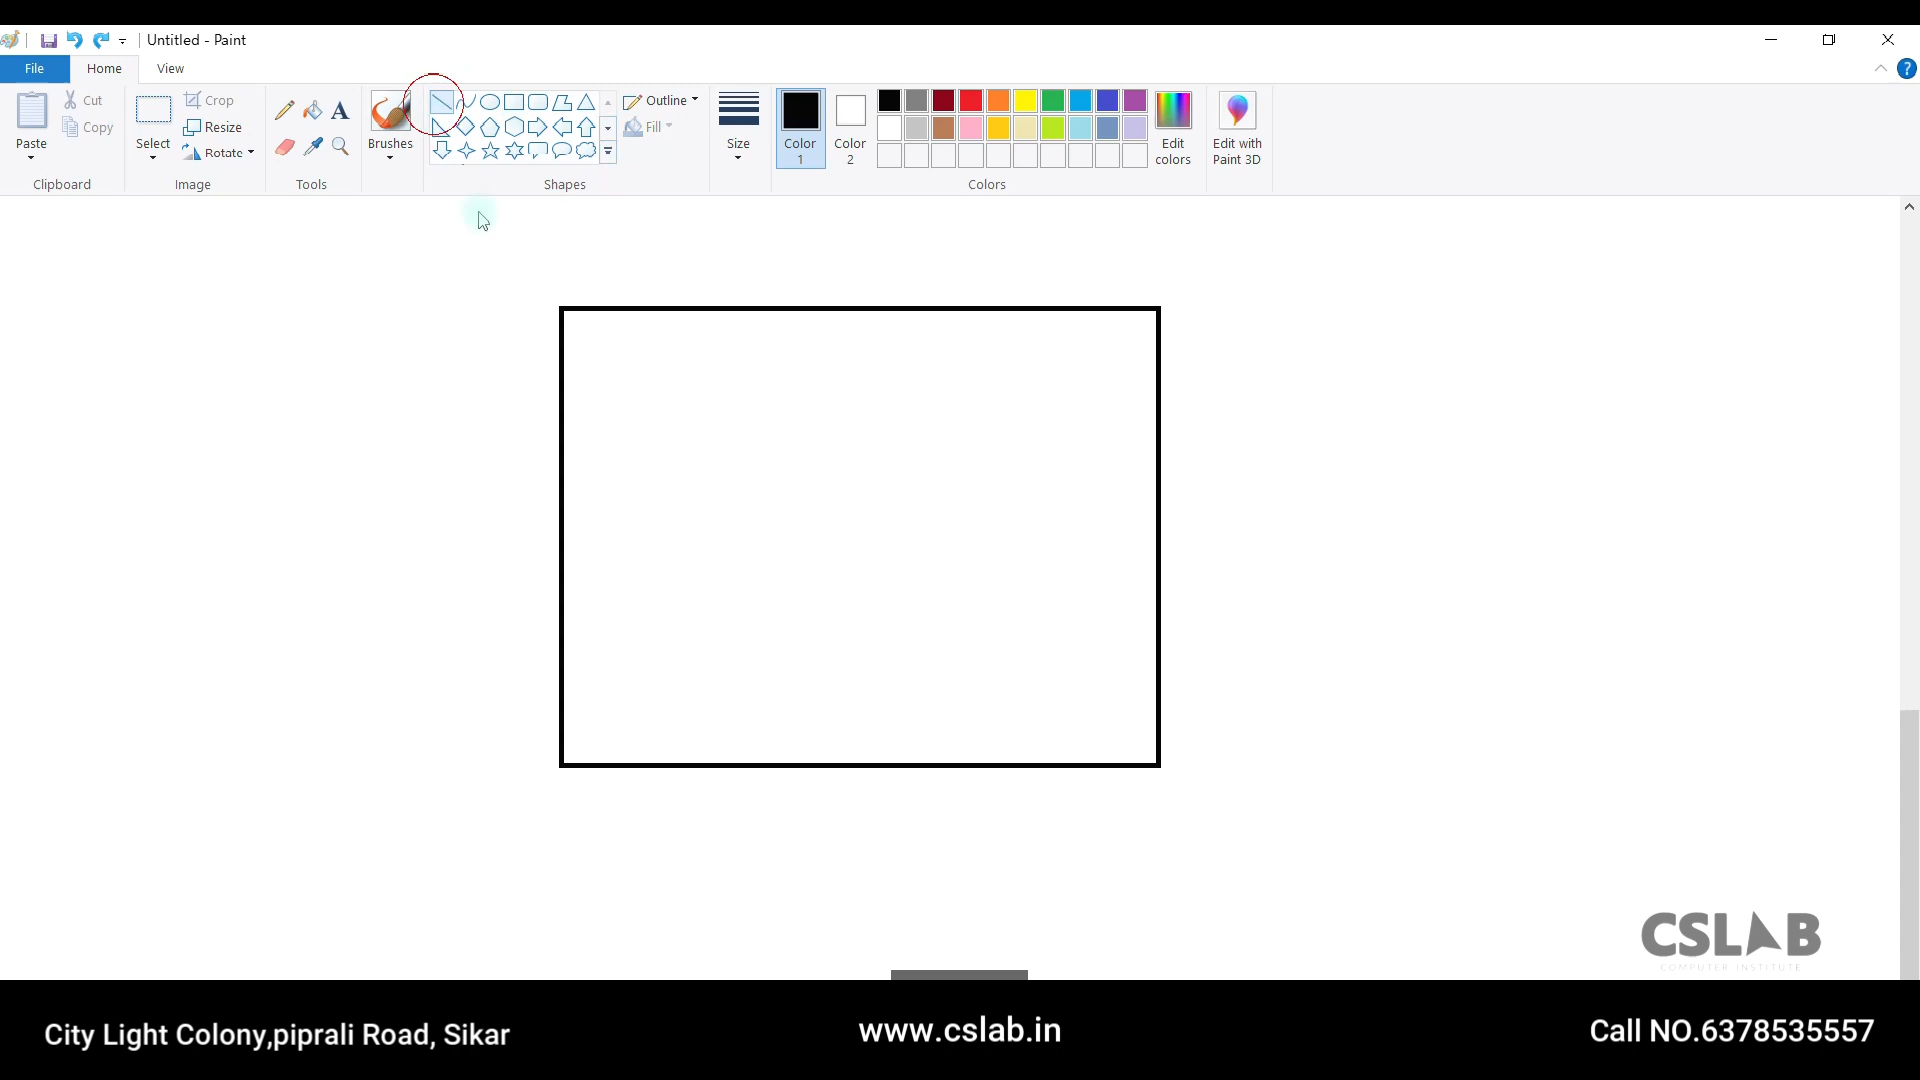 Untitled - Paint
File
Home
View
Paste
Cut
Copy
Clipboard
Select
Crop
Resize
Rotate
Image
A
Tools
Brushes
Outline
Fill
Shapes
Size
Color
1
Color
2
Edit
colors
Colors
Edit with
Paint 3D
?
CSLAB
COMPUTER INSTITUTE
City Light Colony,piprali Road, Sikar
www.cslab.in
Call NO.6378535557